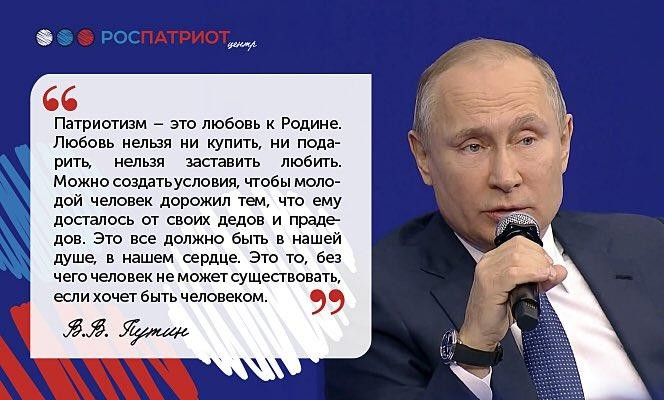 РОСПАТРИОТ
центр
“
Патриотизм – это любовь к Родине.
Любовь нельзя ни купить, ни пода-
рить, нельзя заставить любить.
Можно создать условия, чтобы моло-
дой человек дорожил тем, что ему
досталось от своих дедов и праде-
дов. Это все должно быть в нашей
душе, в нашем сердце. Это то, без
чего человек не может существовать,
если хочет быть человеком.
”
В.В. Путин